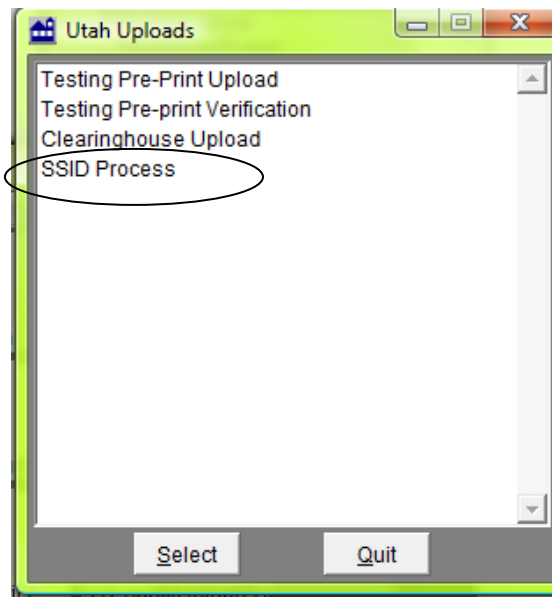 Utah Uploads
Testing Pre-Print Upload
Testing Pre-print Verification
Clearinghouse Upload
SSID Process
Select Quit